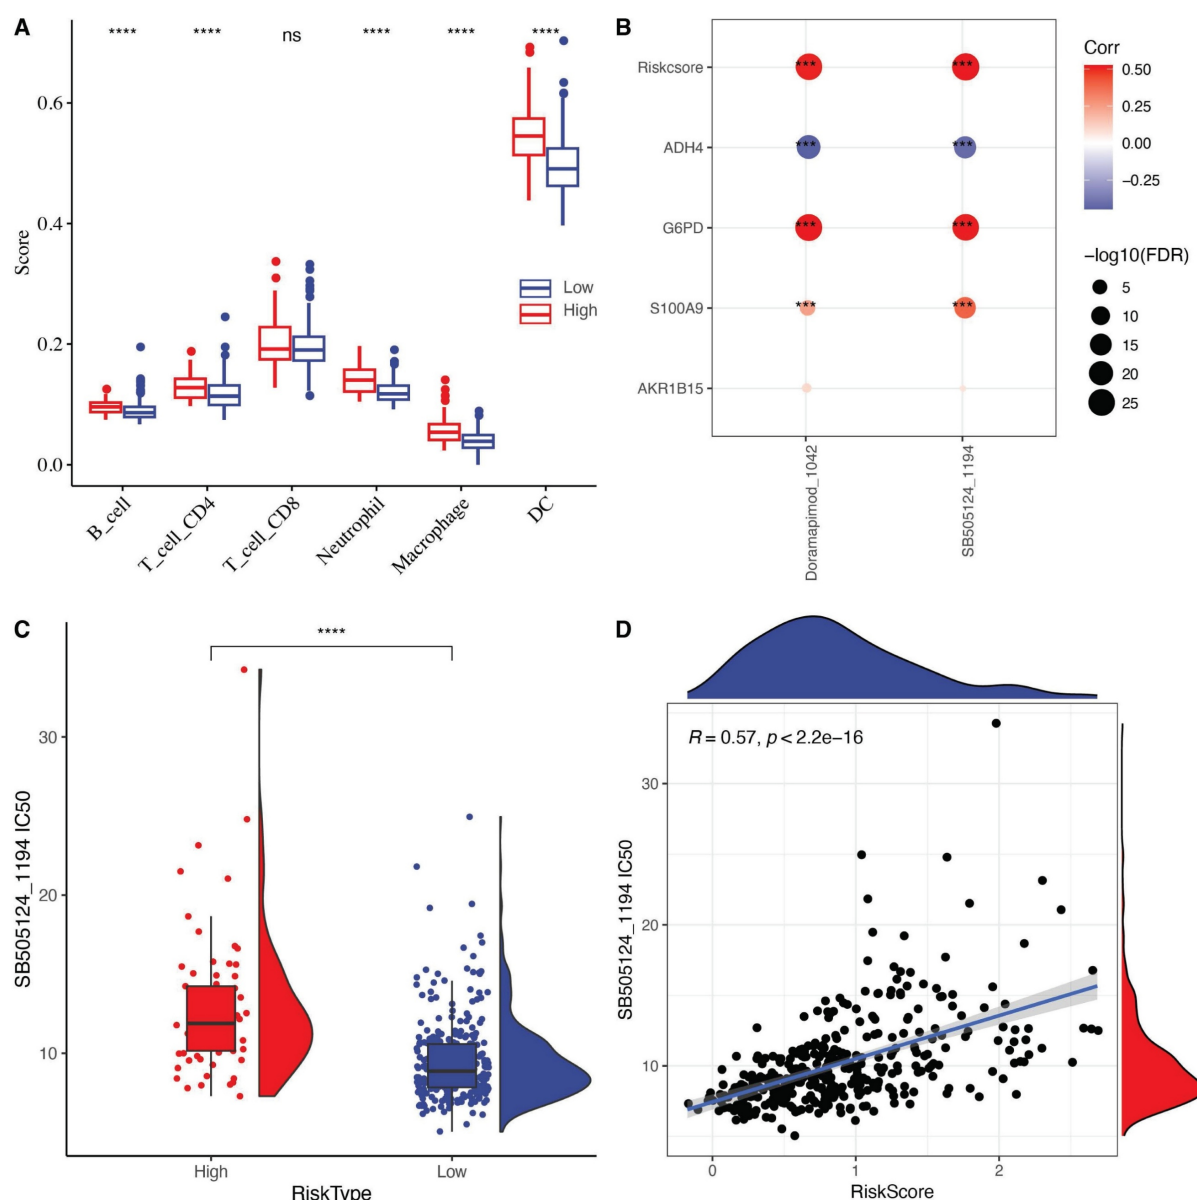 A
**** **** ns **** **** ****
Score
0.6
0.4
0.2
0.0
Low
High
B_cell
T_cell_CD4
T_cell_CD8
Neutrophil
Macrophage
DC
B
Riskcsore
*** ***
ADH4
*** ***
G6PD
*** ***
S100A9
*** ***
AKR1B15
Doramapimod_1042
SB505124_1194
Corr
0.50
0.25
0.00
−0.25
−log10(FDR)
5
10
15
20
25
C
****
SB505124_1194 IC50
30
20
10
High
Low
RiskType
D
R = 0.57, p < 2.2e−16
SB505124_1194 IC50
30
20
10
0
1
2
RiskScore